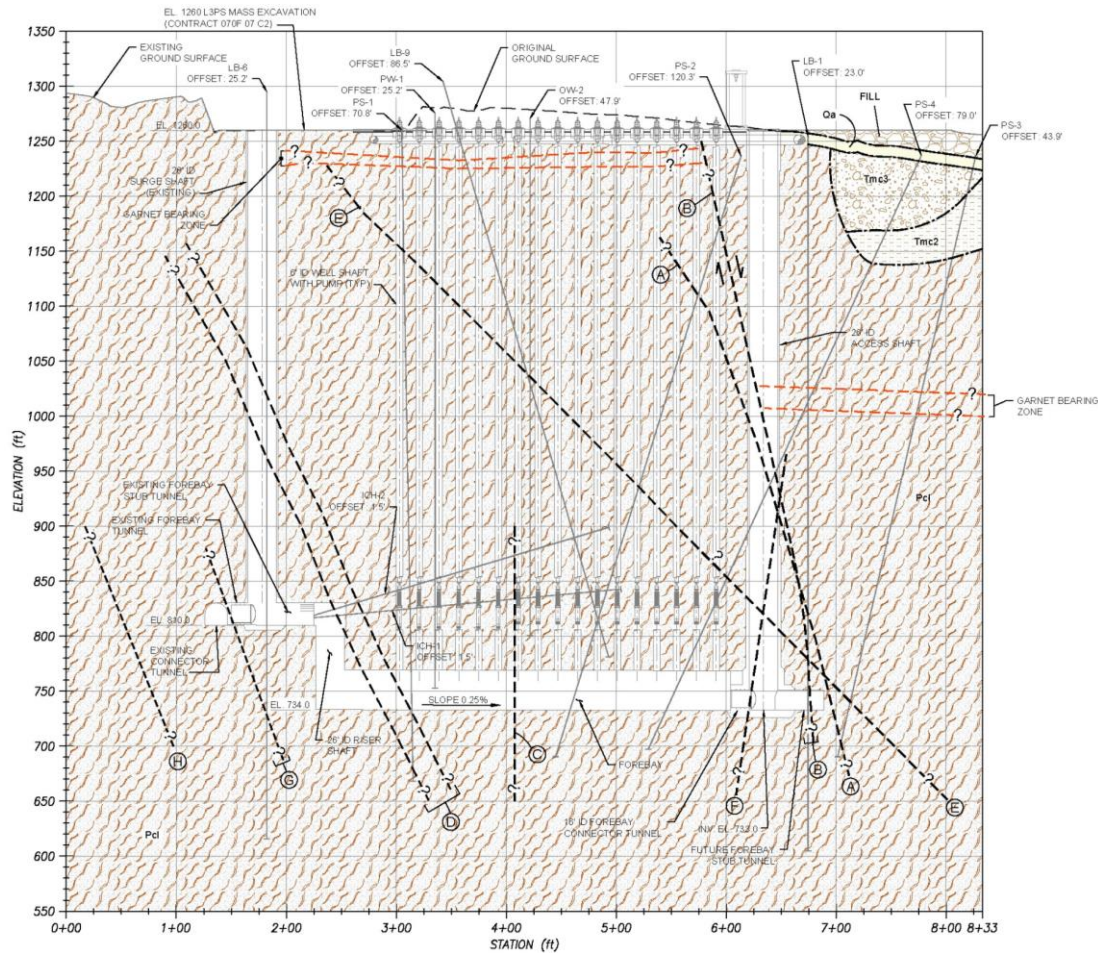 EL. 1260 L3PS MASS EXCAVATION
(CONTRACT 070F 07 C2)
EXISTING
GROUND SURFACE
LB-6
OFFSET: 25.2'
LB-9
OFFSET: 86.5'
PW-1
OFFSET: 25.2'
PS-1
OFFSET: 70.8'
ORIGINAL
GROUND SURFACE
OW-2
OFFSET: 47.9'
PS-2
OFFSET: 120.3'
LB-1
OFFSET: 23.0'
FILL
Qa
PS-4
OFFSET: 79.0'
PS-3
OFFSET: 43.9'
1350
1300
1250
1200
1150
1100
1050
1000
950
900
850
800
750
700
650
600
550
ELEVATION (ft)
EL. 1260.0
? ? ? ?
? ? ? ?
SURGE SHAFT
(EXISTING)
GARNET BEARING
ZONE
E
B
A
Tmc3
Tmc2
6' ID WELL SHAFT
WITH PUMP (TYP)
ACCESS SHAFT
GARNET BEARING
ZONE
EXISTING FOREBAY
STUB TUNNEL
EXISTING FOREBAY
TUNNEL
ICH-2
OFFSET: 1.5'
Pcl
EL. 810.0
EXISTING
CONNECTOR
TUNNEL
ICH-1
OFFSET: 1.5'
EL. 734.0
SLOPE 0.25%
26' ID RISER
SHAFT
H
G
D
C
FOREBAY
F
B
A
E
18' ID FOREBAY
CONNECTOR TUNNEL
INV. EL. 733.0
FUTURE FOREBAY
STUB TUNNEL
Pcl
0+00 1+00 2+00 3+00 4+00 5+00 6+00 7+00 8+00 8+33
STATION (ft)